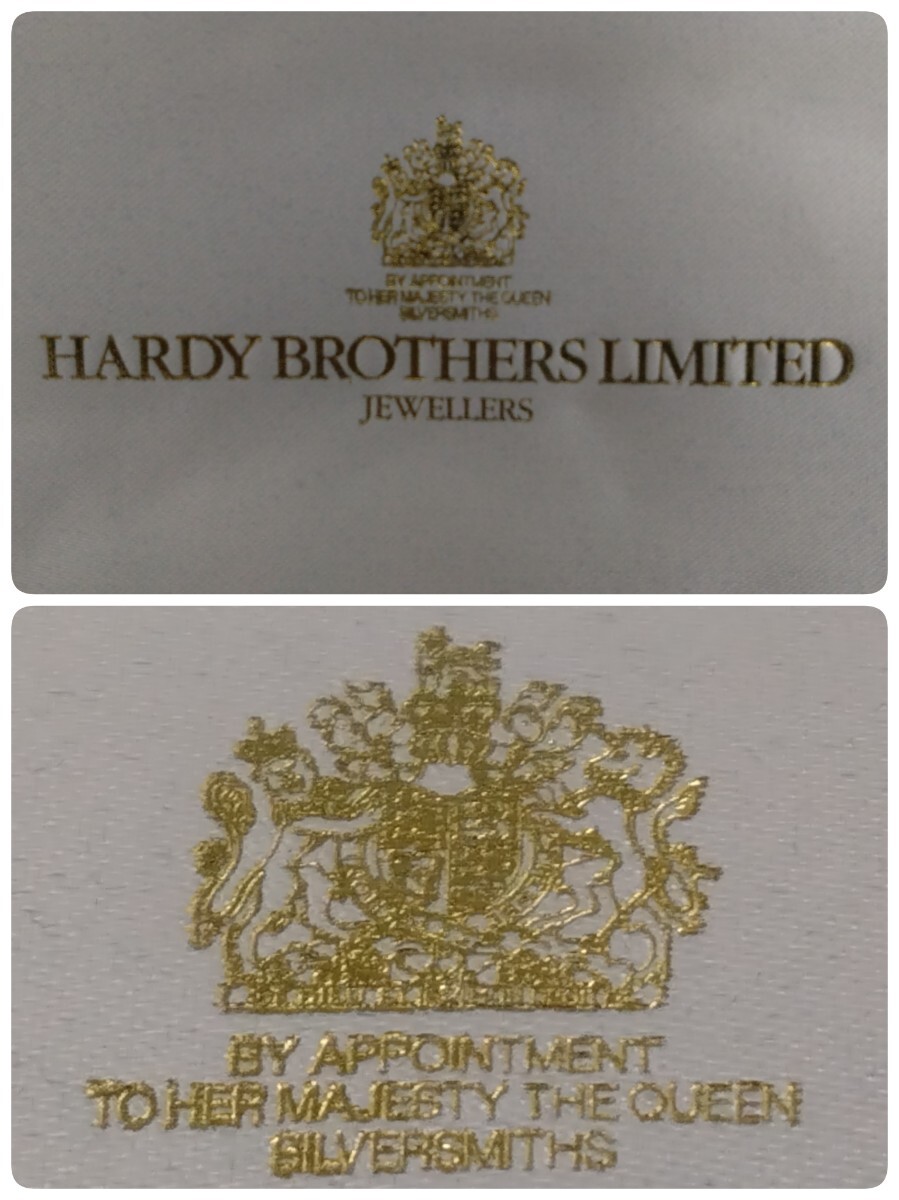 BY APPOINTMENT
TO HER MAJESTY THE QUEEN
SILVERSMITHS
HARDY BROTHERS LIMITED
JEWELLERS
BY APPOINTMENT
TO HER MAJESTY THE QUEEN
SILVERSMITHS